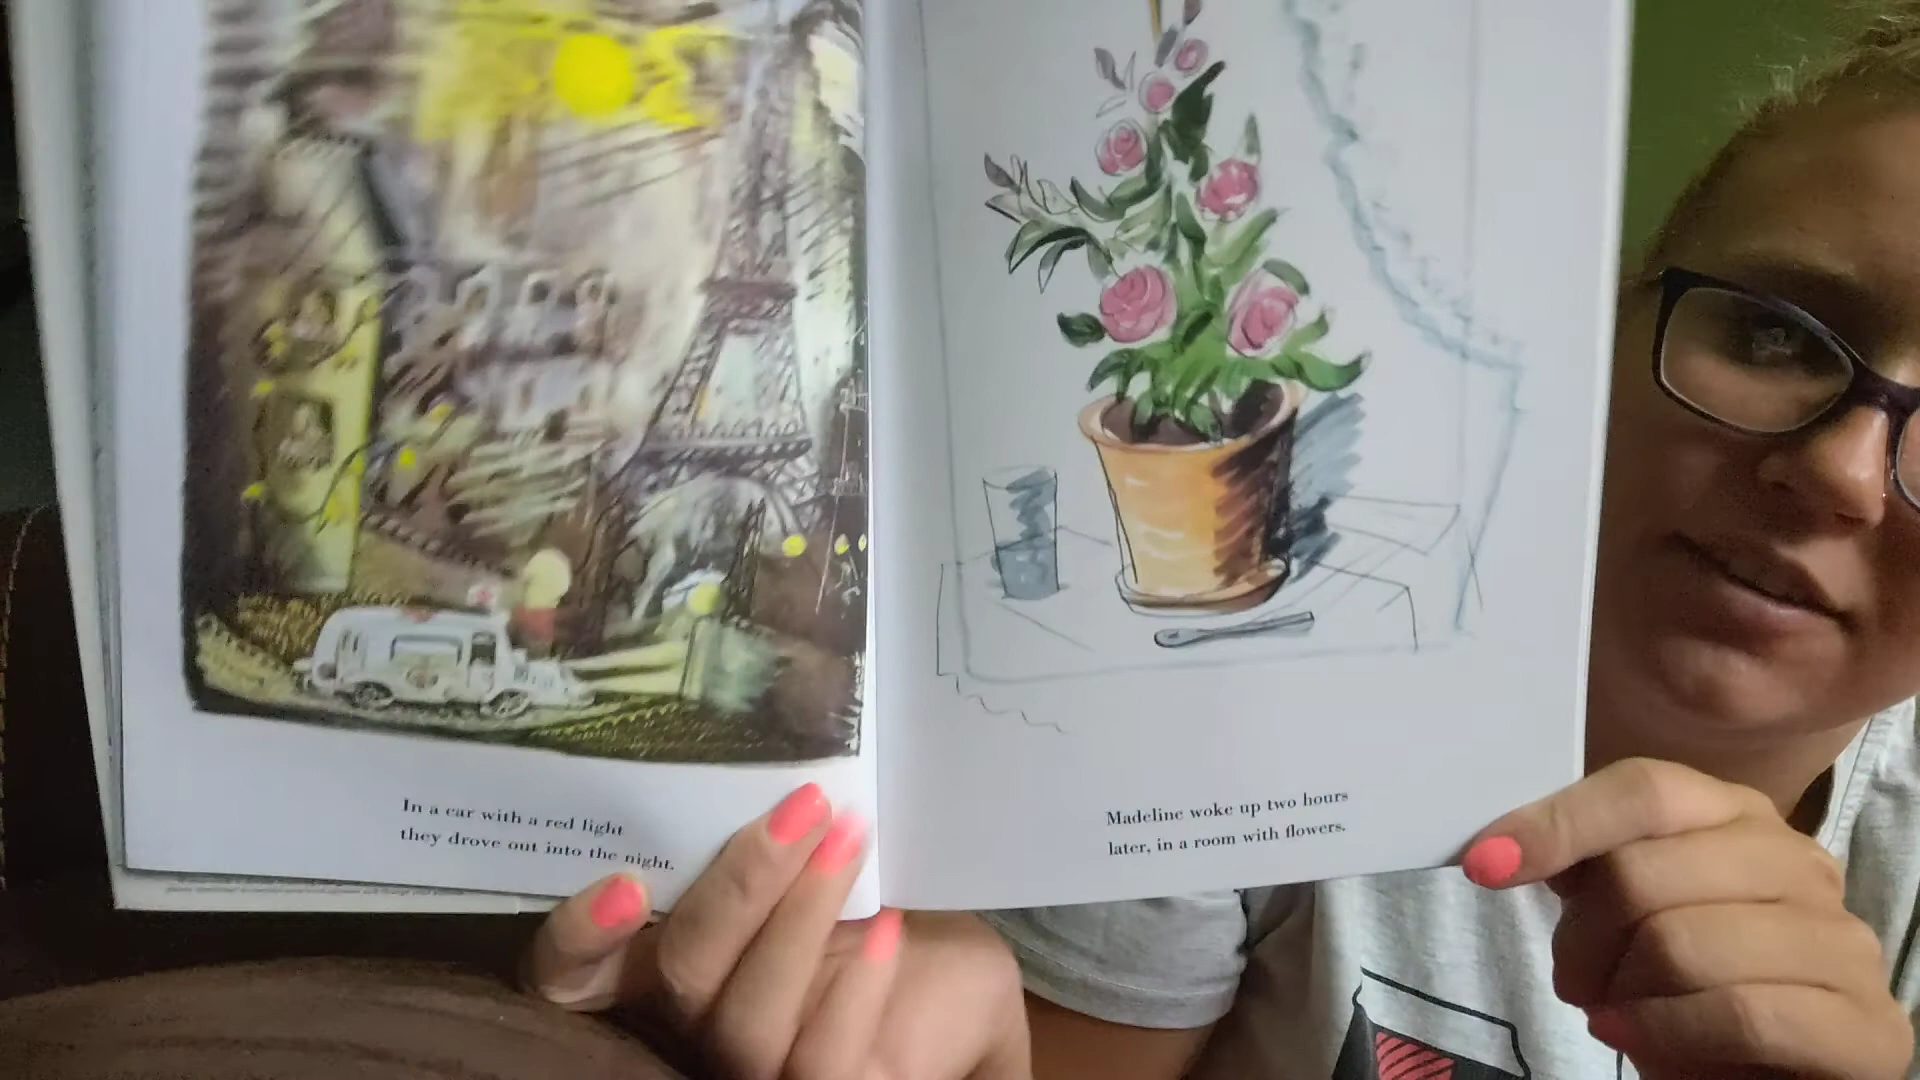 In a car with a red light
they drove out into the night.
Madeline woke up two hours
later, in a room with flowers.